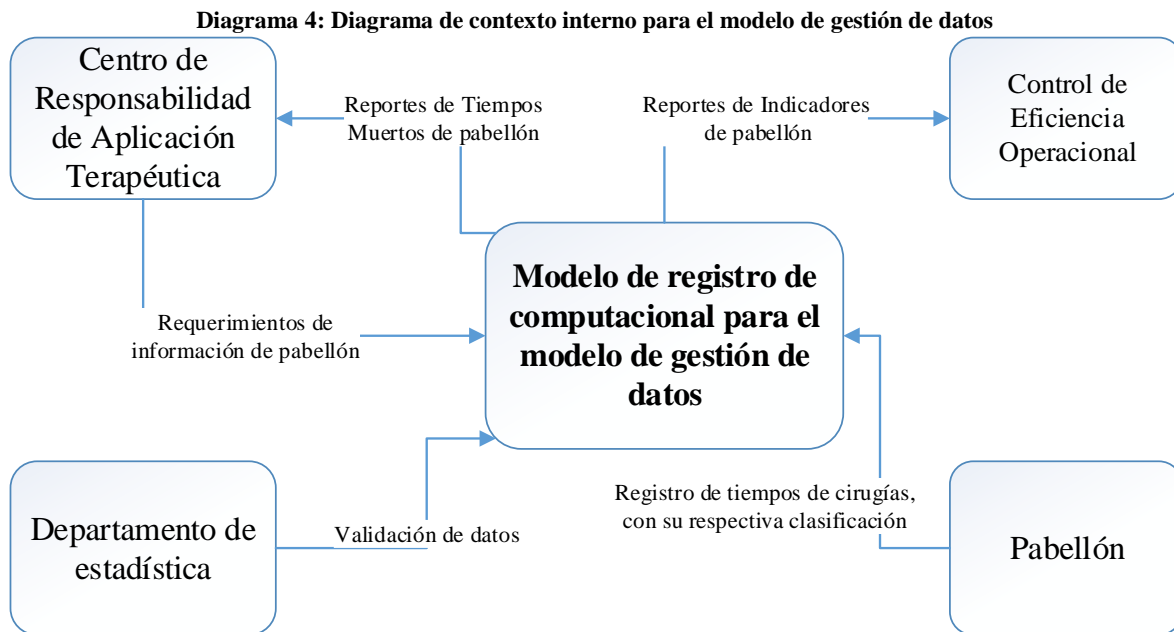 Diagrama 4: Diagrama de contexto interno para el modelo de gestión de datos
Centro de
Responsabilidad
de Aplicación
Terapéutica
Reportes de Tiempos
Muertos de pabellón
Reportes de Indicadores
de pabellón
Control de
Eficiencia
Operacional
Modelo de registro de
computacional para el
modelo de gestión de
datos
Requerimientos de
información de pabellón
Departamento de
estadística
Validación de datos
Registro de tiempos de cirugías,
con su respectiva clasificación
Pabellón